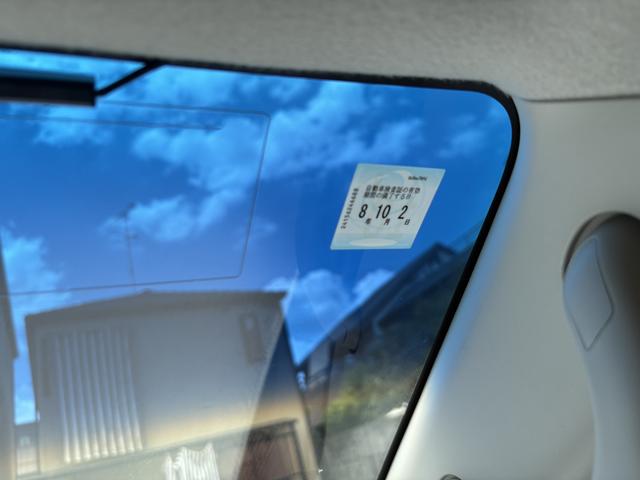 自動車検査証の有効
期間の満了する日
8 10 2
年 月 日